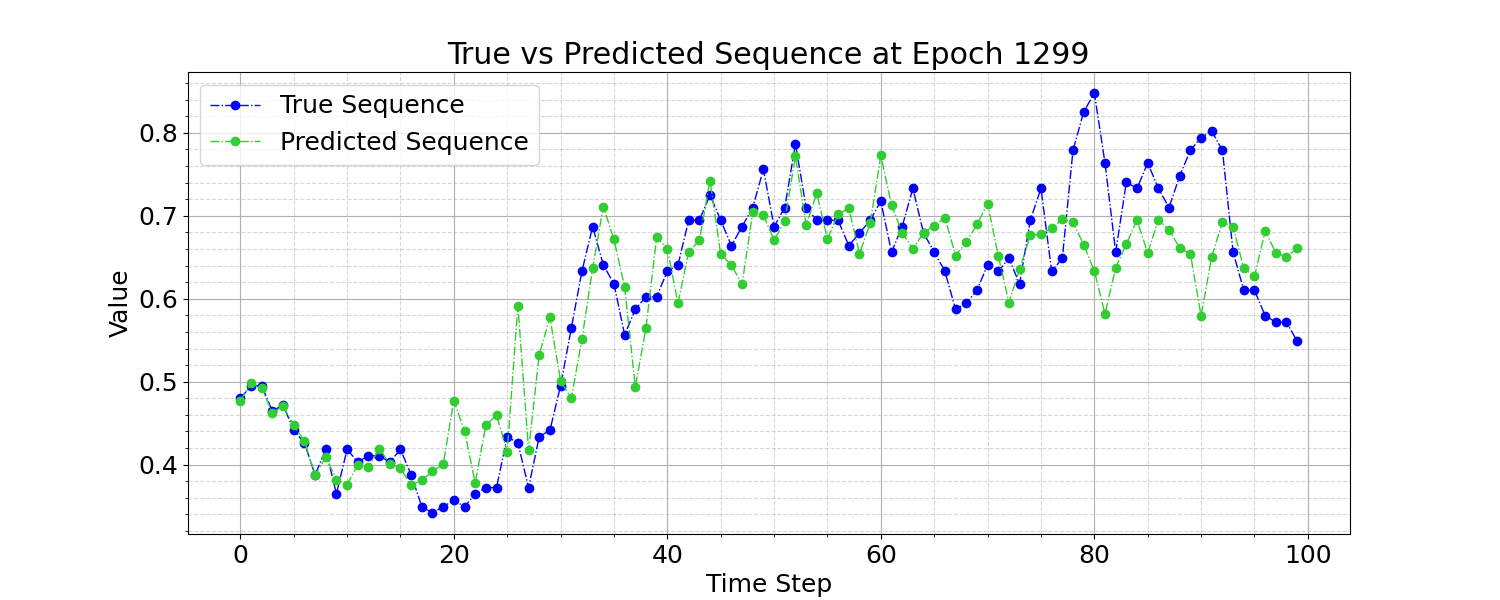 True vs Predicted Sequence at Epoch 1299
True Sequence
Predicted Sequence
0.8
0.7
0.6
0.5
0.4
Value
0 20 40 60 80 100
Time Step